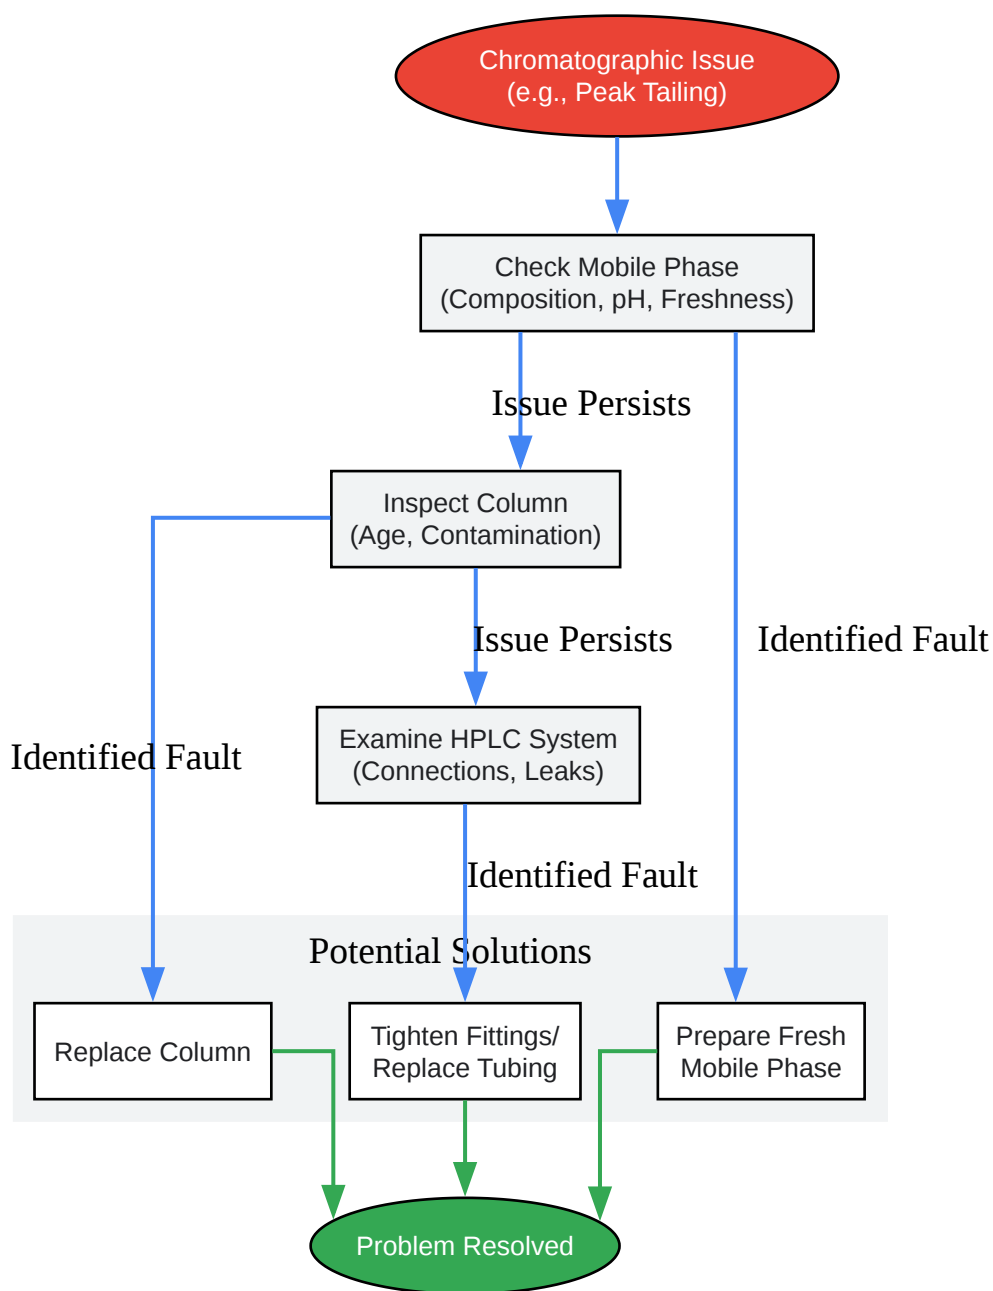 Chromatographic Issue
(e.g., Peak Tailing)
Check Mobile Phase
(Composition, pH, Freshness)
Issue Persists
Inspect Column
(Age, Contamination)
Issue Persists
Identified Fault
Examine HPLC System
(Connections, Leaks)
Identified Fault
Identified Fault
Potential Solutions
Replace Column
Tighten Fittings/
Replace Tubing
Prepare Fresh
Mobile Phase
Problem Resolved